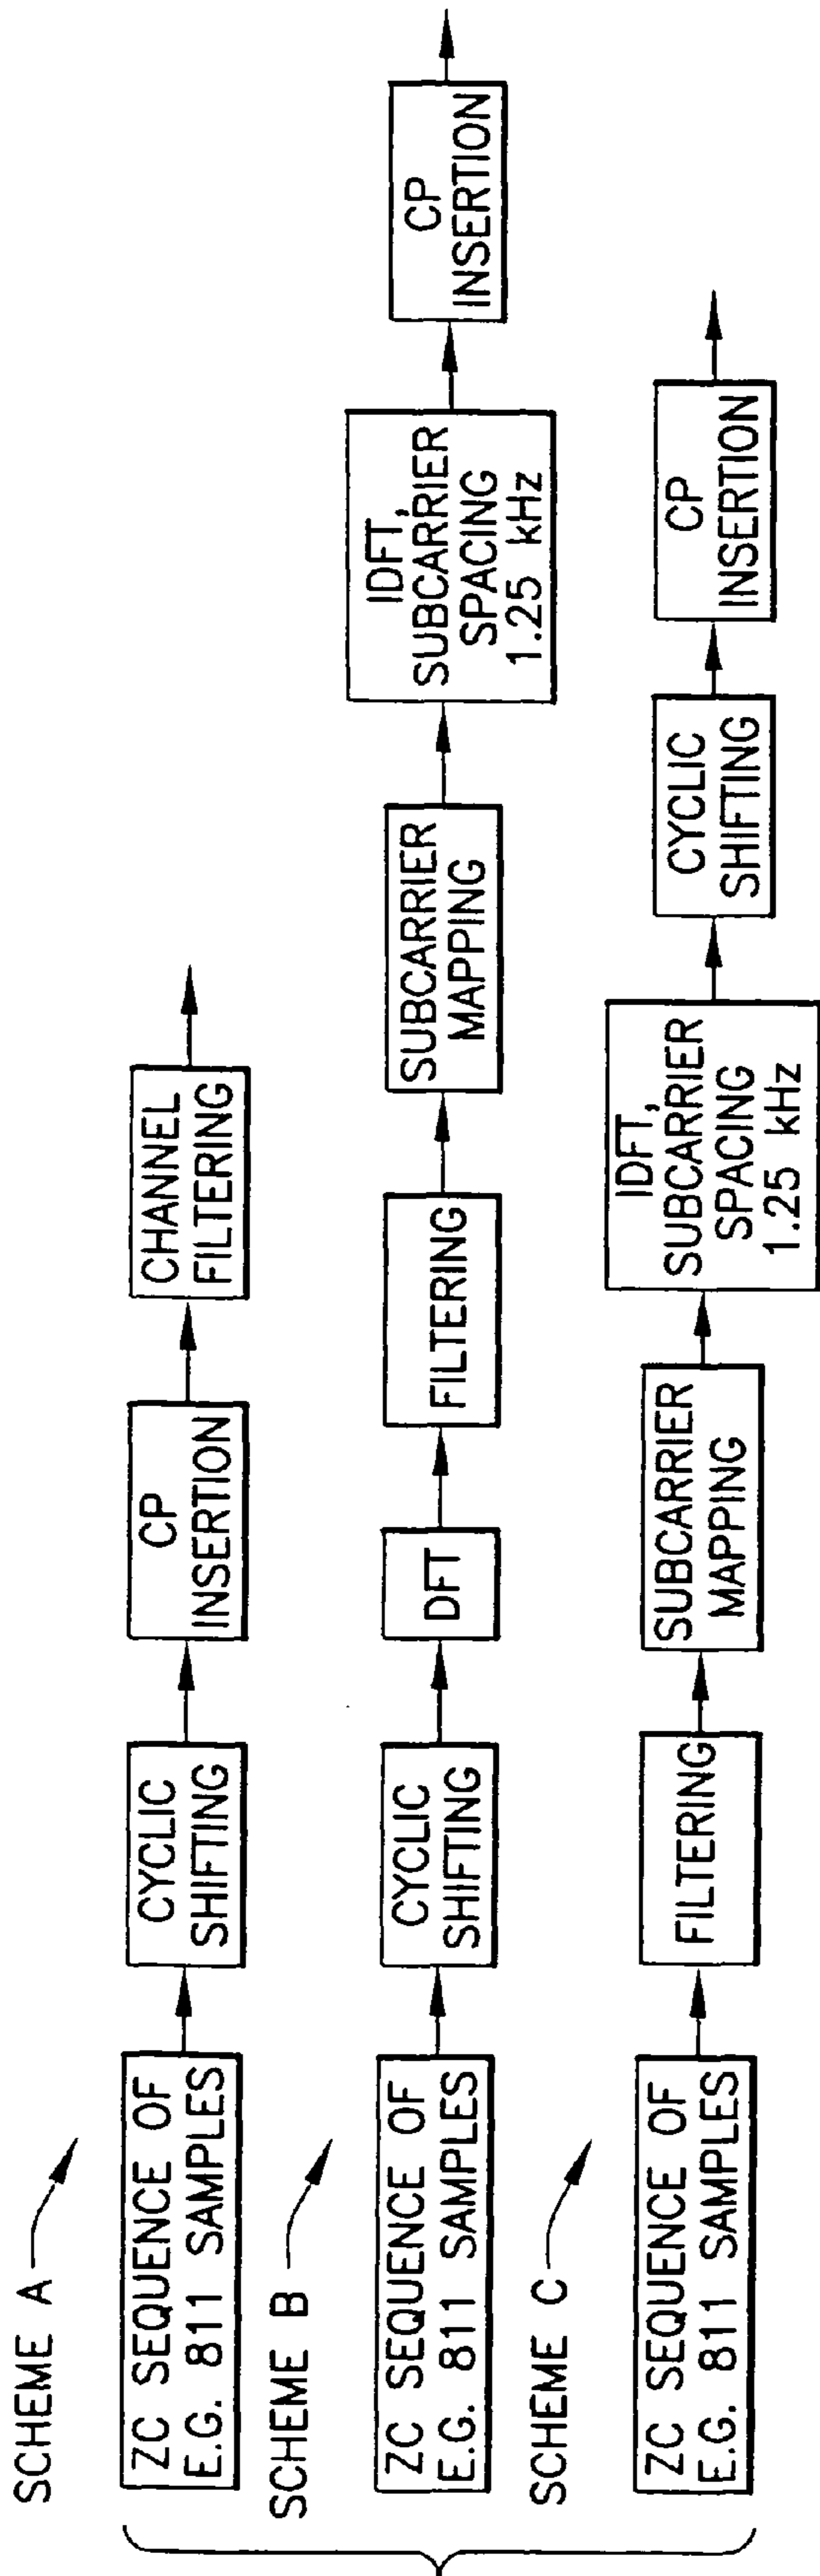 SCHEME A
ZC SEQUENCE OF
E.G. 811 SAMPLES
CYCLIC
SHIFTING
CP
INSERTION
CHANNEL
FILTERING
SCHEME B
ZC SEQUENCE OF
E.G. 811 SAMPLES
CYCLIC
SHIFTING
DFT
FILTERING
SUBCARRIER
MAPPING
IDFT,
SUBCARRIER
SPACING
1.25 kHz
CP
INSERTION
SCHEME C
ZC SEQUENCE OF
E.G. 811 SAMPLES
FILTERING
SUBCARRIER
MAPPING
IDFT,
SUBCARRIER
SPACING
1.25 kHz
CYCLIC
SHIFTING
CP
INSERTION